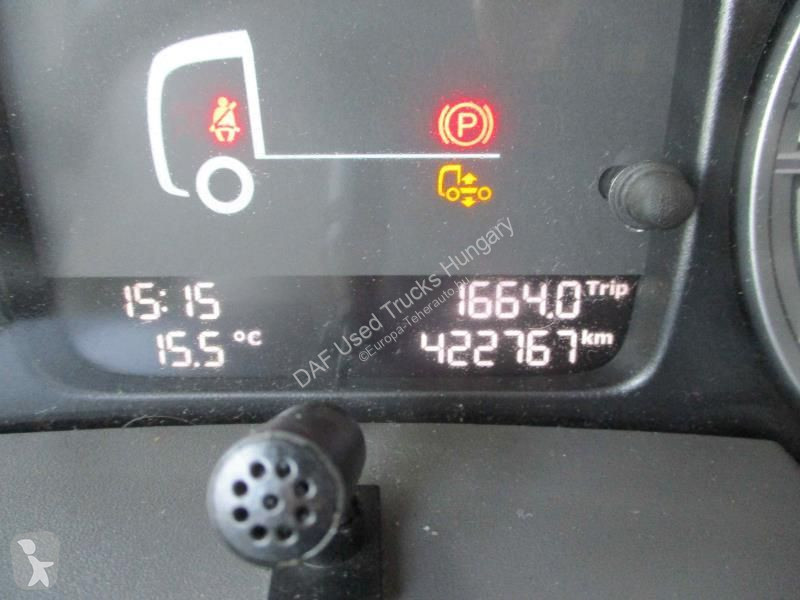 P
15:15
1664.0 Trip
15.5 °C
422767 km
DAF Used Trucks Hungary
©Europa-Teherauto.hu